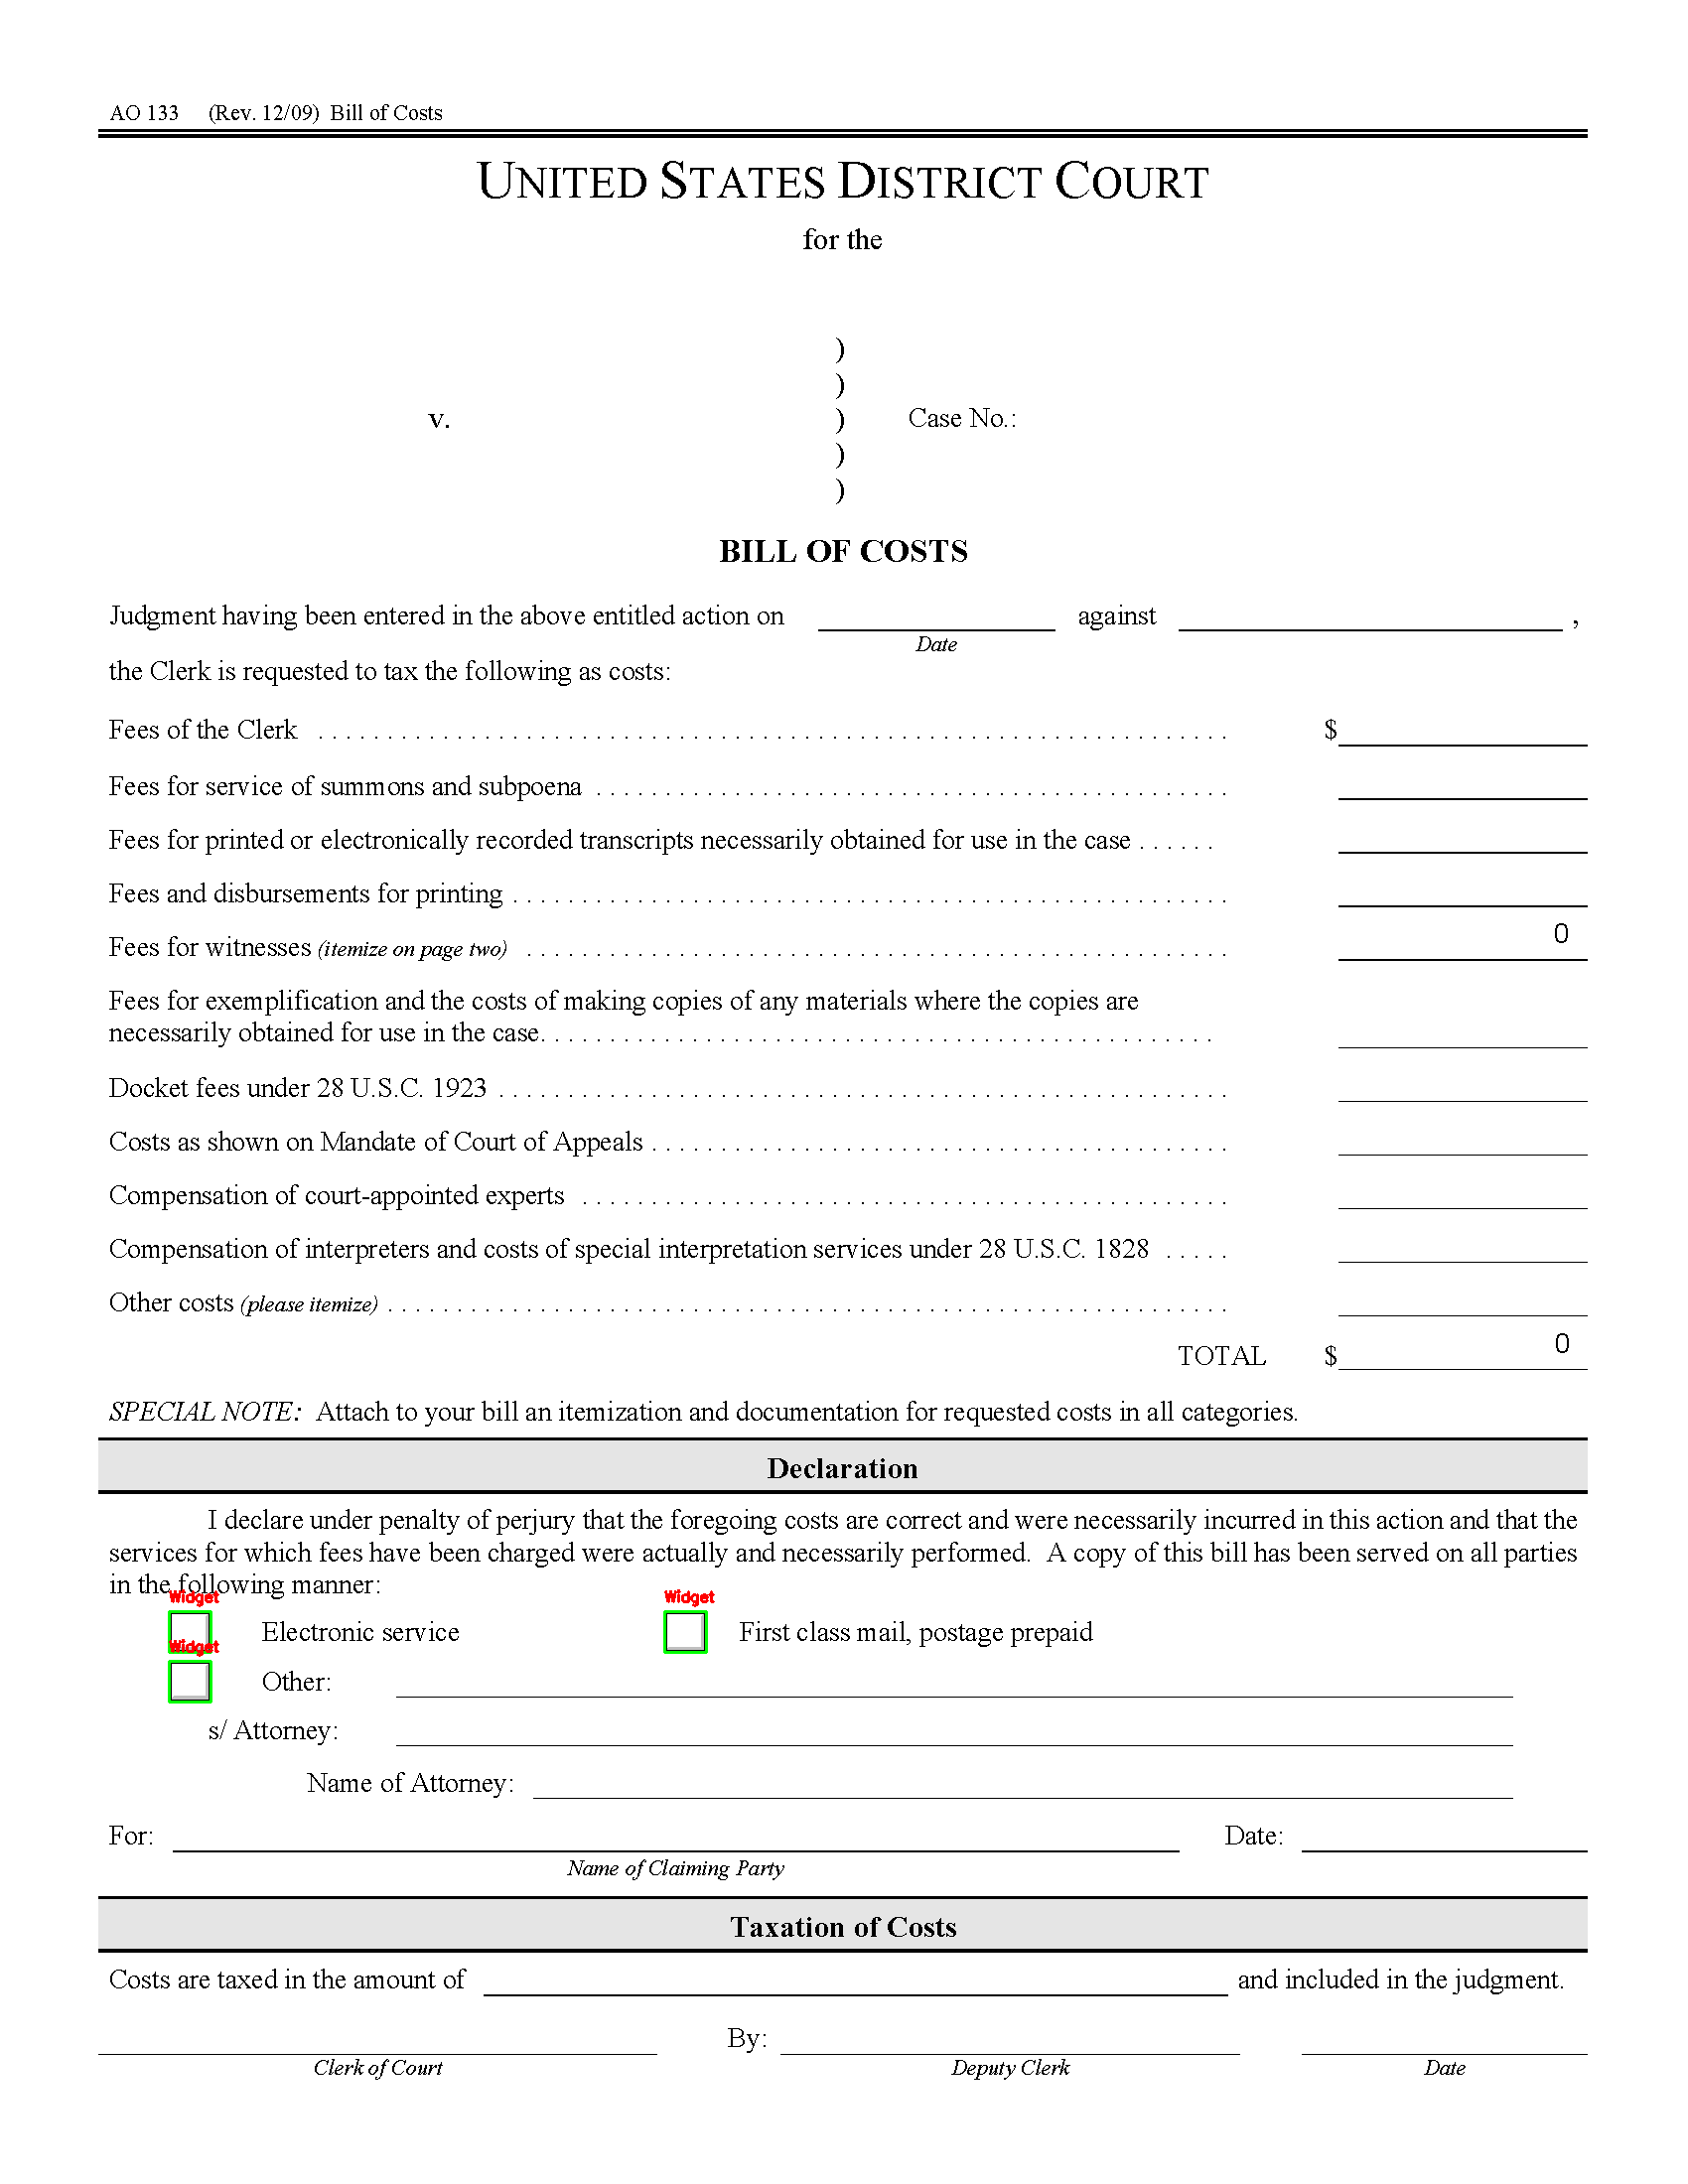 AO 133 (Rev. 12/09) Bill of Costs
UNITED STATES DISTRICT COURT
for the
)
)
v. ) Case No.:
)
)
BILL OF COSTS
Judgment having been entered in the above entitled action on ____ against ____ ,
Date
the Clerk is requested to tax the following as costs:
Fees of the Clerk . . . . . . . . . . $
Fees for service of summons and subpoena . . . . . . . . . .
Fees for printed or electronically recorded transcripts necessarily obtained for use in the case . . . . . .
Fees and disbursements for printing . . . . . . . . . .
Fees for witnesses (itemize on page two) . . . . . . . . . . 0
Fees for exemplification and the costs of making copies of any materials where the copies are
necessarily obtained for use in the case. . . . . . . . . . .
Docket fees under 28 U.S.C. 1923 . . . . . . . . . .
Costs as shown on Mandate of Court of Appeals . . . . . . . . . .
Compensation of court-appointed experts . . . . . . . . . .
Compensation of interpreters and costs of special interpretation services under 28 U.S.C. 1828 . . . . .
Other costs (please itemize) . . . . . . . . . .
TOTAL $ 0
SPECIAL NOTE: Attach to your bill an itemization and documentation for requested costs in all categories.
Declaration
I declare under penalty of perjury that the foregoing costs are correct and were necessarily incurred in this action and that the
services for which fees have been charged were actually and necessarily performed. A copy of this bill has been served on all parties
in the following manner:
Widget Widget
Electronic service First class mail, postage prepaid
Widget
Other:
s/ Attorney:
Name of Attorney:
For: Date:
Name of Claiming Party
Taxation of Costs
Costs are taxed in the amount of ____ and included in the judgment.
By:
Clerk of Court Deputy Clerk Date